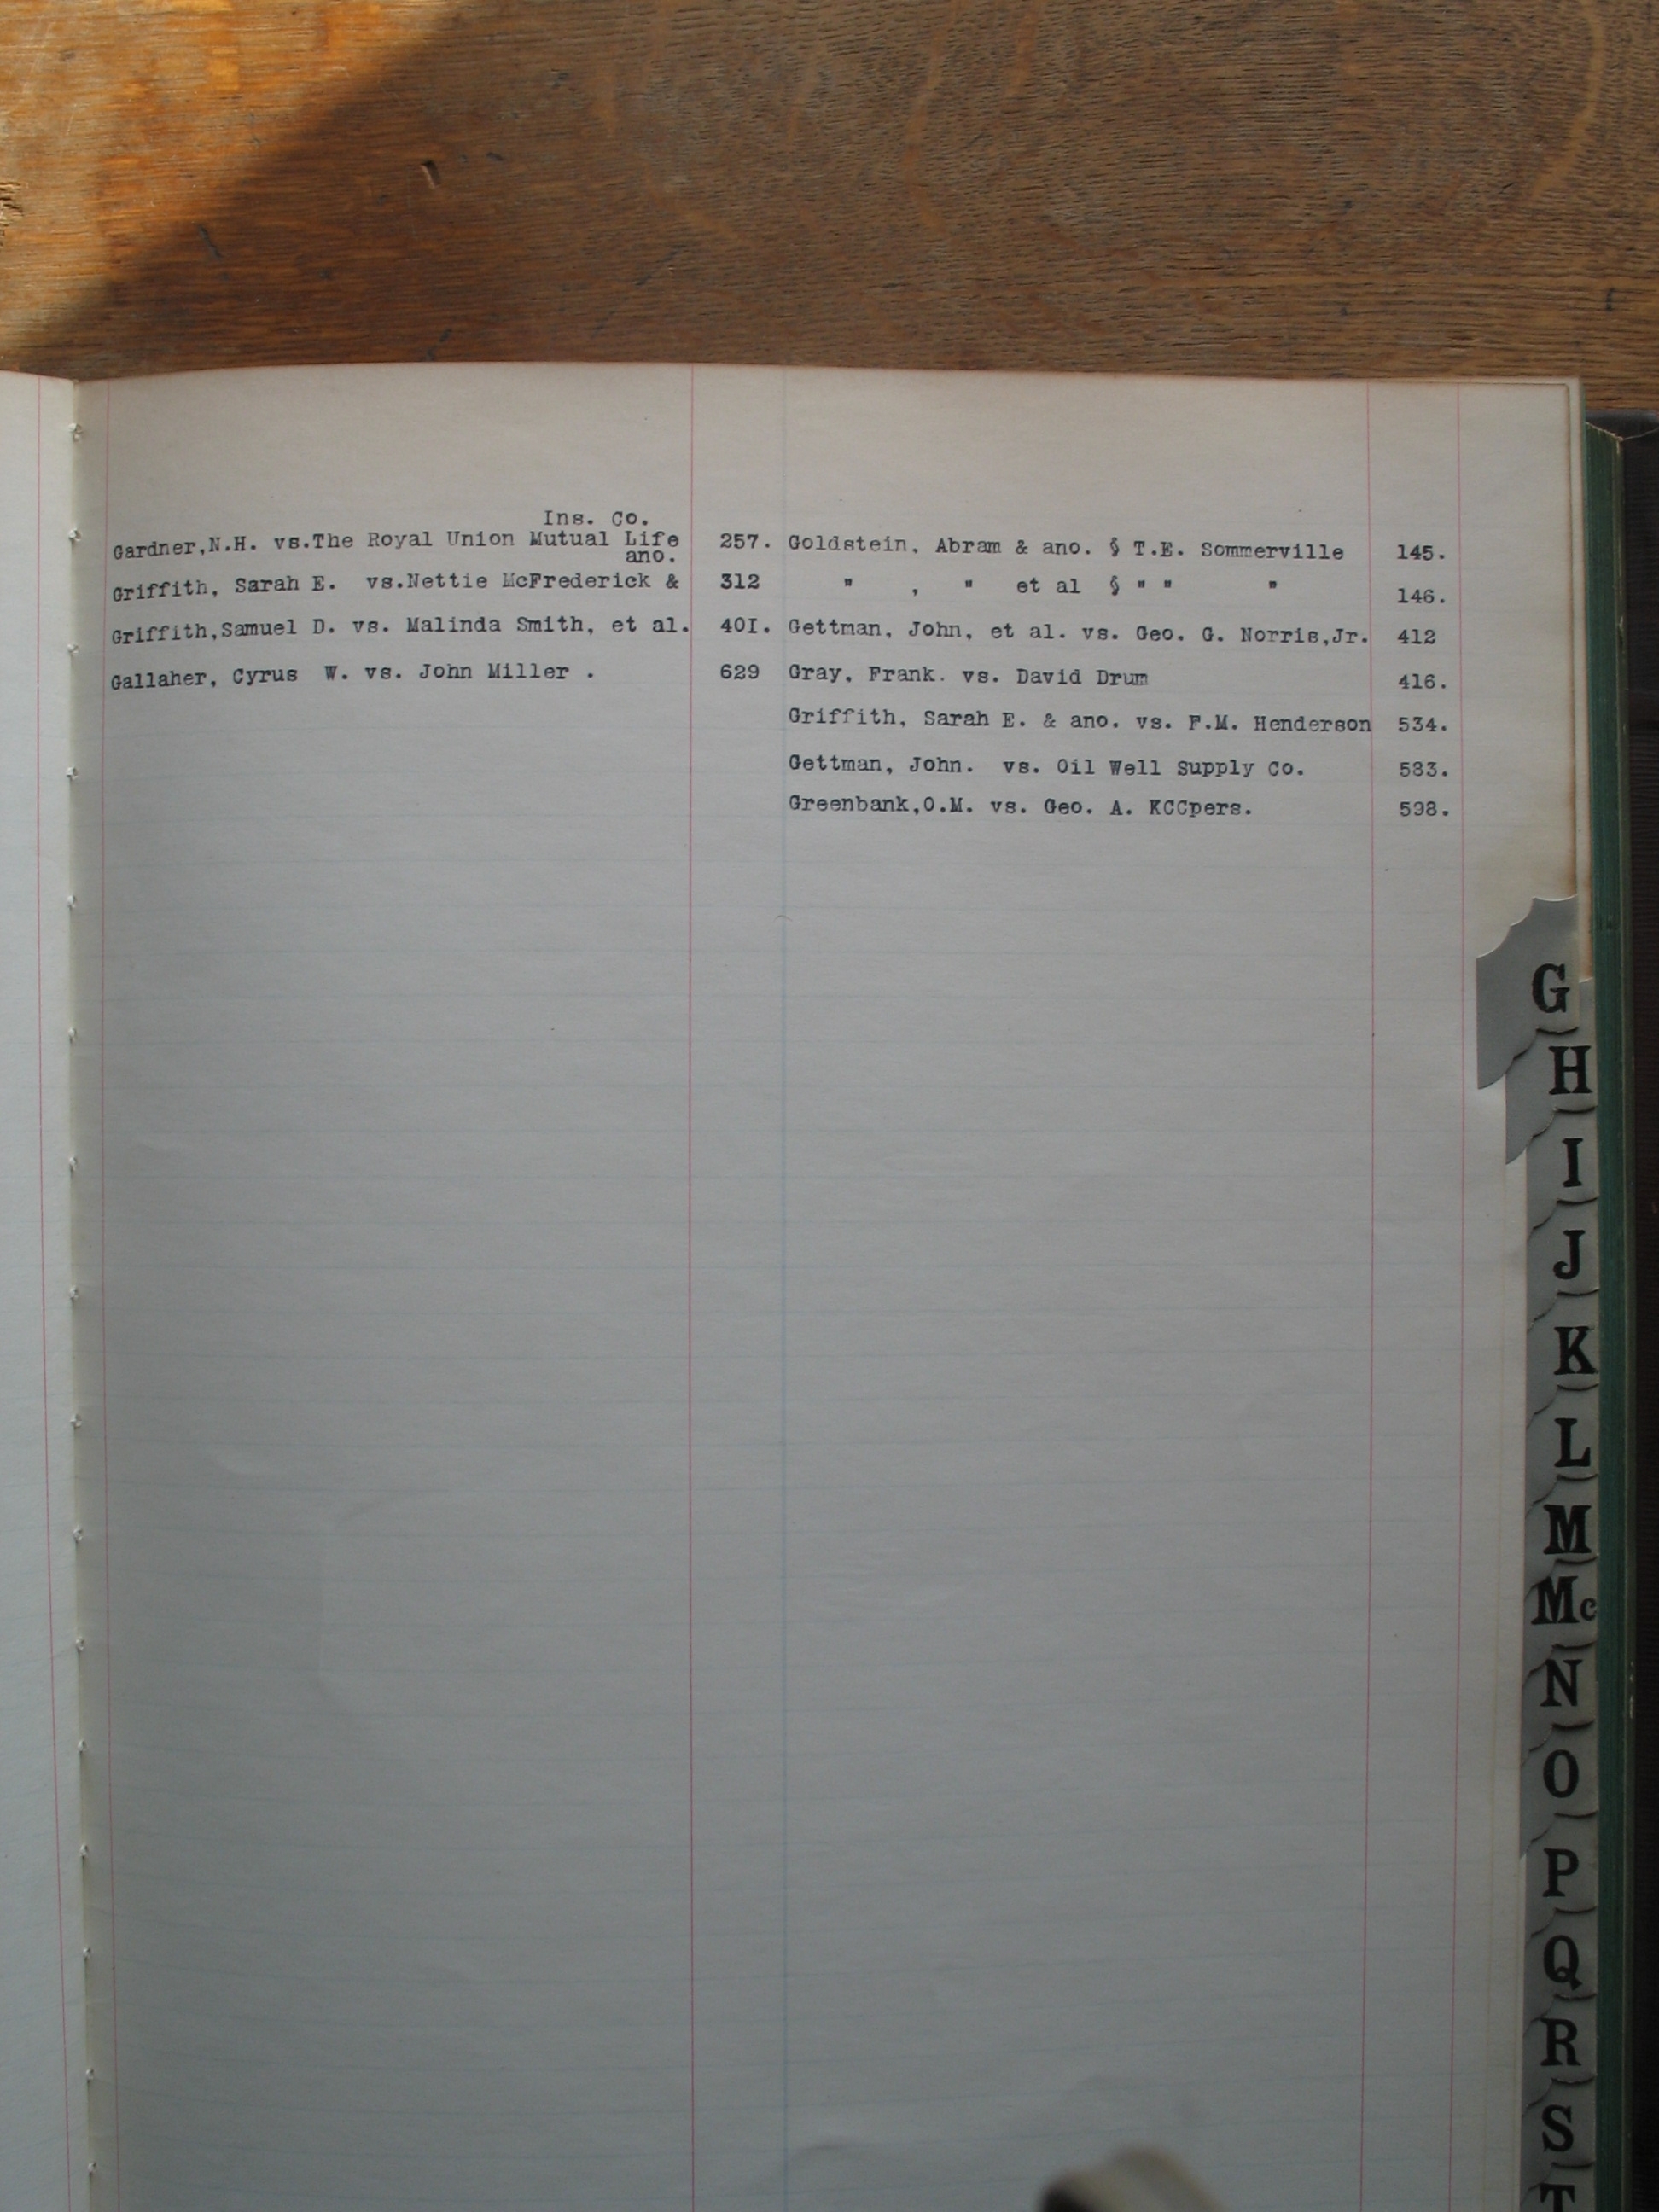 Ins. Co.
Gardner,N.H. vs.The Royal Union Mutual Life 257.
ano.
Griffith, Sarah E. vs.Nettie McFrederick & 312
Griffith,Samuel D. vs. Malinda Smith, et al. 40I.
Gallaher, Cyrus W. vs. John Miller . 629
Goldstein, Abram & ano. § T.E. Sommerville 145.
" , " et al § " " " 146.
Gettman, John, et al. vs. Geo. G. Norris,Jr. 412
Gray, Frank. vs. David Drum 416.
Griffith, Sarah E. & ano. vs. F.M. Henderson 534.
Gettman, John. vs. Oil Well Supply Co. 583.
Greenbank,O.M. vs. Geo. A. KCCpers. 598.
G
H
I
J
K
L
M
Mc
N
O
P
Q
R
S
T